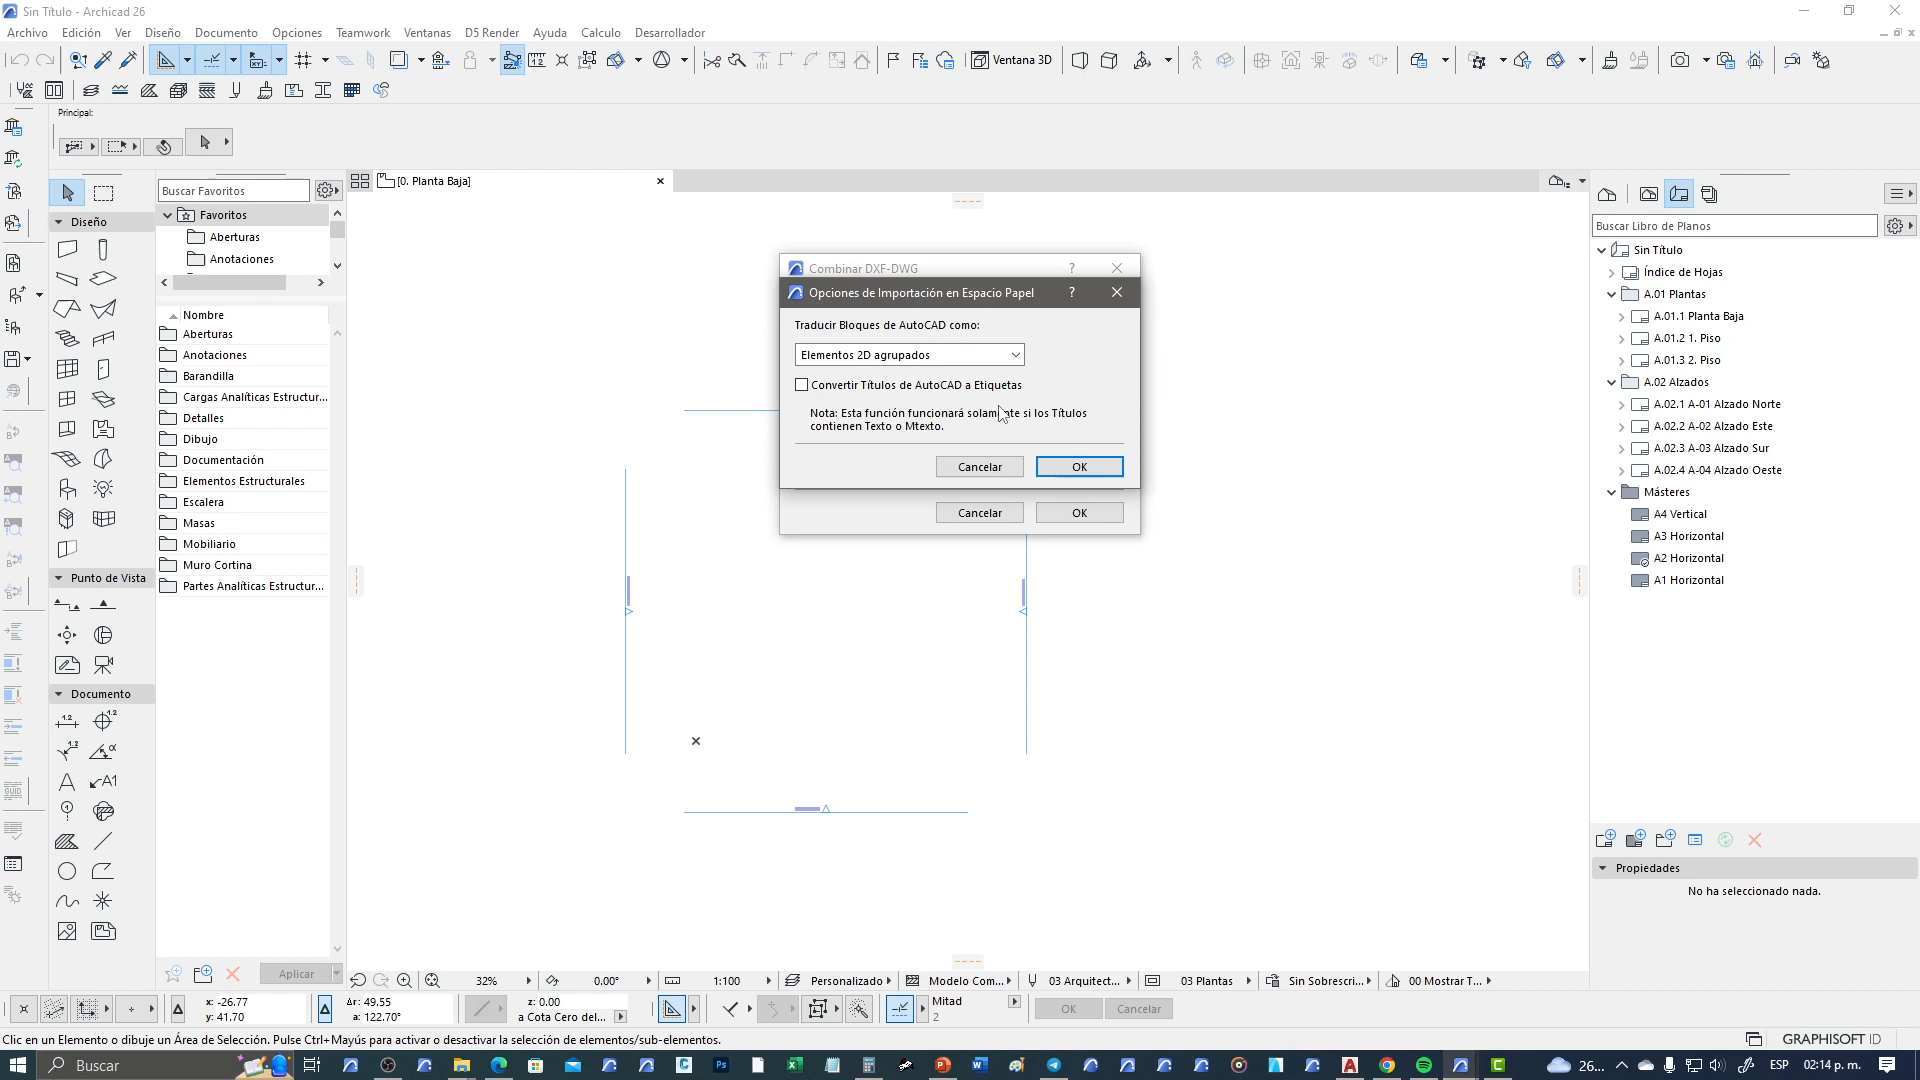 Sin Título - Archicad 26
Archivo Edición Ver Diseño Documento Opciones Teamwork Ventanas D5 Render Ayuda Calculo Desarrollador
Ventana 3D
Principal:
Buscar Favoritos
[0. Planta Baja]
Diseño
Favoritos
Aberturas
Anotaciones
Nombre
Aberturas
Anotaciones
Barandilla
Cargas Analíticas Estructur...
Detalles
Dibujo
Documentación
Elementos Estructurales
Escalera
Masas
Mobiliario
Muro Cortina
Partes Analíticas Estructur...
Punto de Vista
Documento
Combinar DXF-DWG
Opciones de Importación en Espacio Papel
Traducir Bloques de AutoCAD como:
Elementos 2D agrupados
Convertir Títulos de AutoCAD a Etiquetas
Nota: Esta función funcionará solamente si los Títulos
contienen Texto o Mtexto.
Cancelar OK
Cancelar OK
Buscar Libro de Planos
Sin Título
Índice de Hojas
A.01 Plantas
A.01.1 Planta Baja
A.01.2 1. Piso
A.01.3 2. Piso
A.02 Alzados
A.02.1 A-01 Alzado Norte
A.02.2 A-02 Alzado Este
A.02.3 A-03 Alzado Sur
A.02.4 A-04 Alzado Oeste
Másteres
A4 Vertical
A3 Horizontal
A2 Horizontal
A1 Horizontal
Propiedades
No ha seleccionado nada.
Aplicar
32% 0.00° 1:100 Personalizado Modelo Com... 03 Arquitect... 03 Plantas Sin Sobrescri... 00 Mostrar T...
x: -26.77
y: 41.70
Δr: 49.55
a: 122.70°
z: 0.00
a Cota Cero del...
Mitad
2
OK Cancelar
Clic en un Elemento o dibuje un Área de Selección. Pulse Ctrl+Mayús para activar o desactivar la selección de elementos/sub-elementos.
GRAPHISOFT ID
Buscar
26... ESP 02:14 p. m.